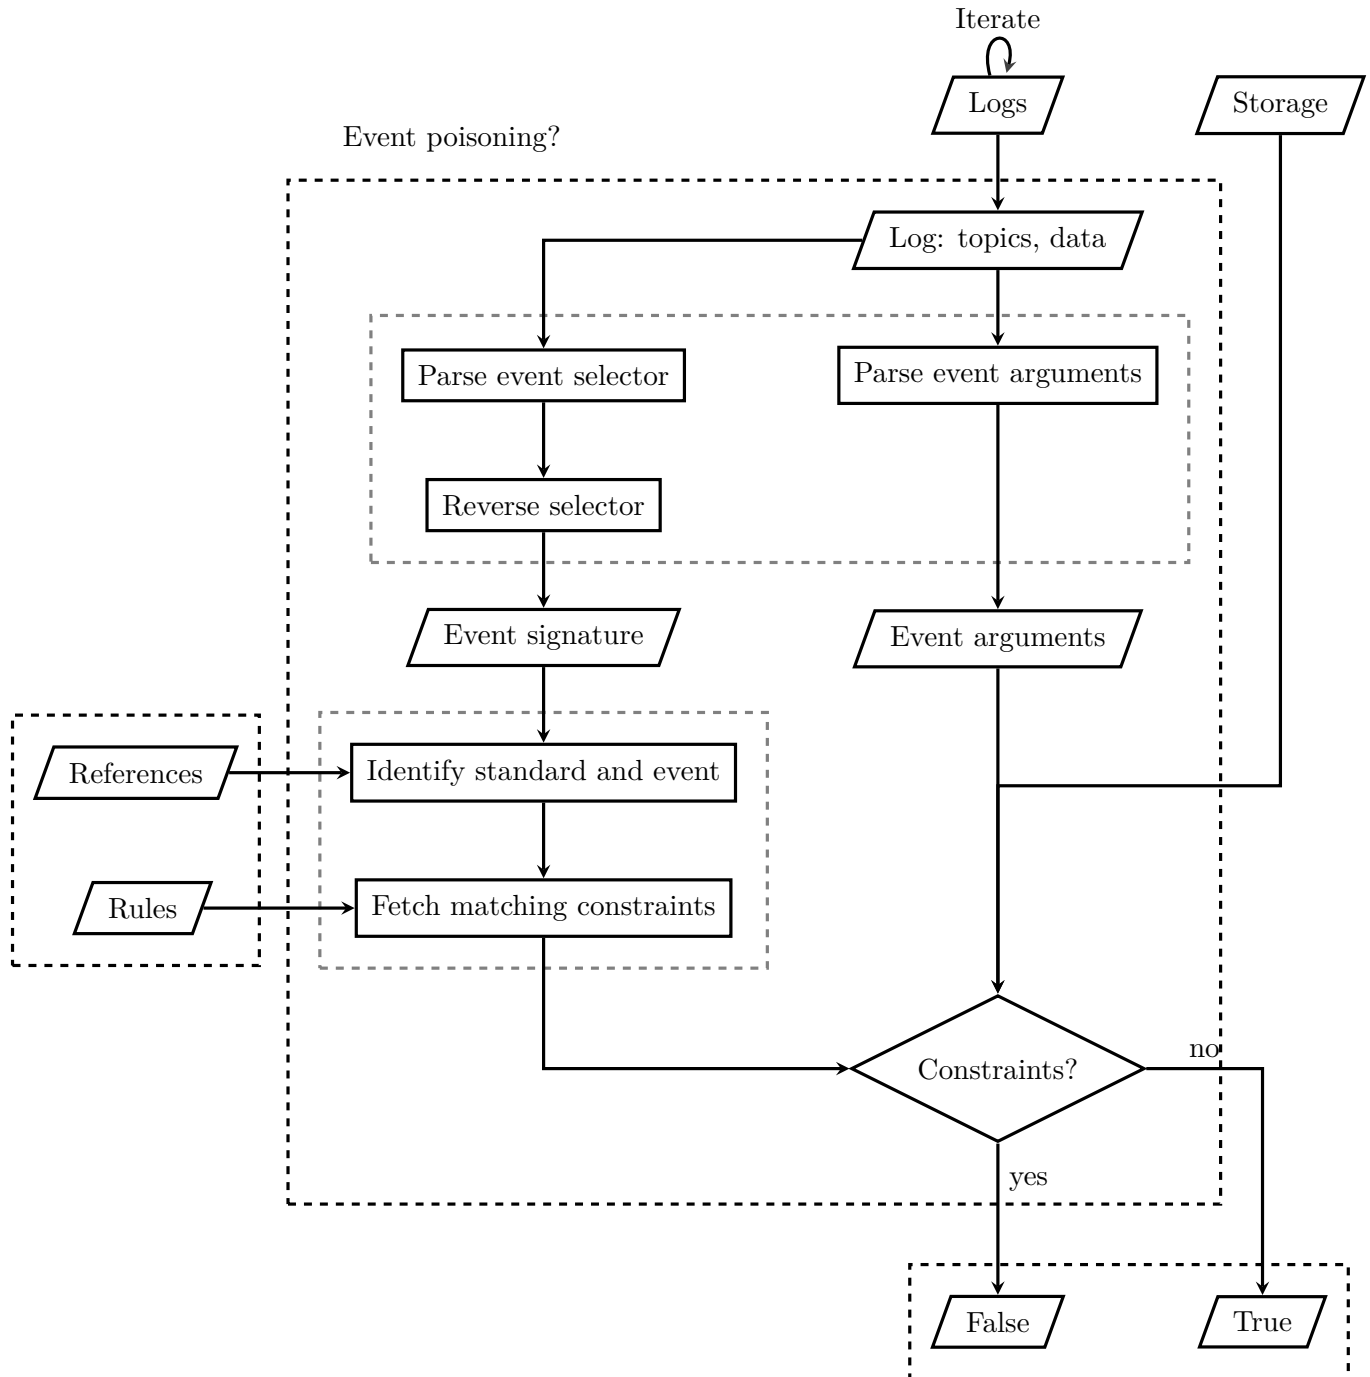 Iterate
Logs
Storage
Event poisoning?
Log: topics, data
Parse event selector
Parse event arguments
Reverse selector
Event signature
Event arguments
References
Identify standard and event
Rules
Fetch matching constraints
Constraints?
no
yes
False
True